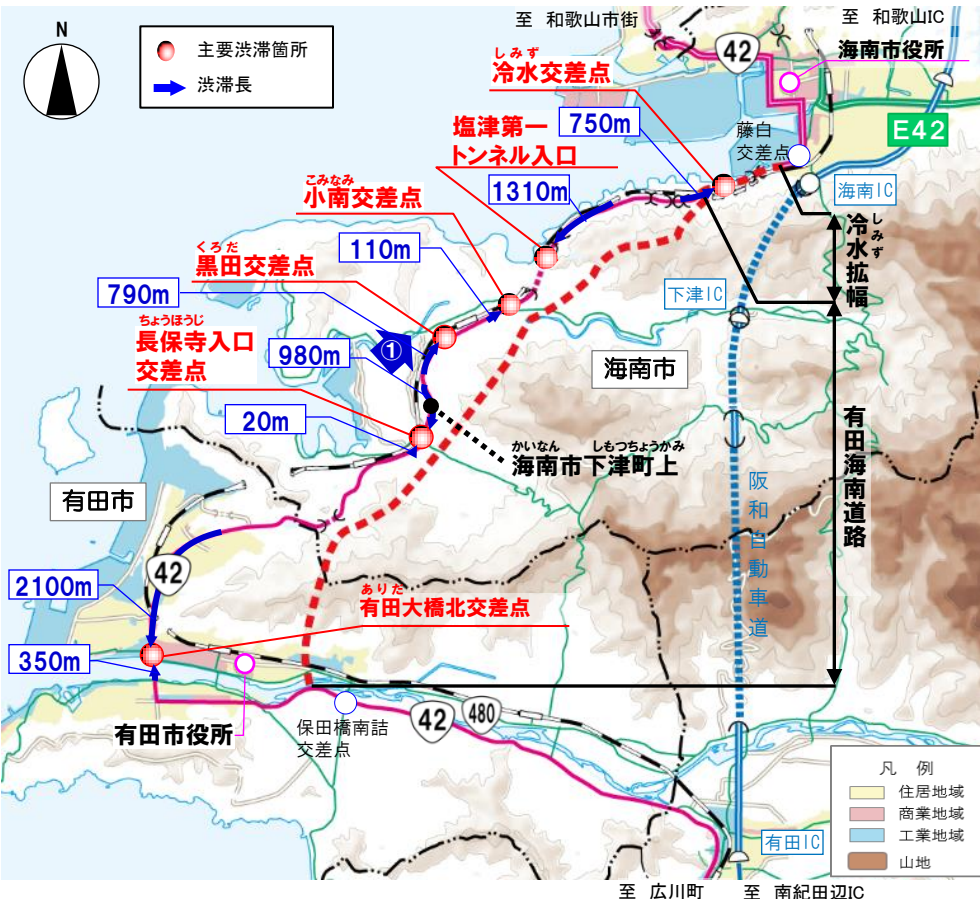 至 和歌山市街
至 和歌山IC
N
主要渋滞箇所
渋滞長
42
海南市役所
しみず
冷水交差点
塩津第一
トンネル入口
750m
藤白
交差点
E42
1310m
海南IC
こみなみ
小南交差点
しみず
冷水拡幅
110m
くろだ
黒田交差点
下津IC
790m
ちょうほうじ
長保寺入口
交差点
①
980m
海南市
20m
かいなん しもつちょうかみ
海南市下津町上
有田海南道路
阪和自動車道
有田市
42
2100m
ありだ
有田大橋北交差点
350m
有田市役所
保田橋南詰
交差点
42
480
凡 例
住居地域
商業地域
工業地域
山地
有田IC
至 広川町
至 南紀田辺IC